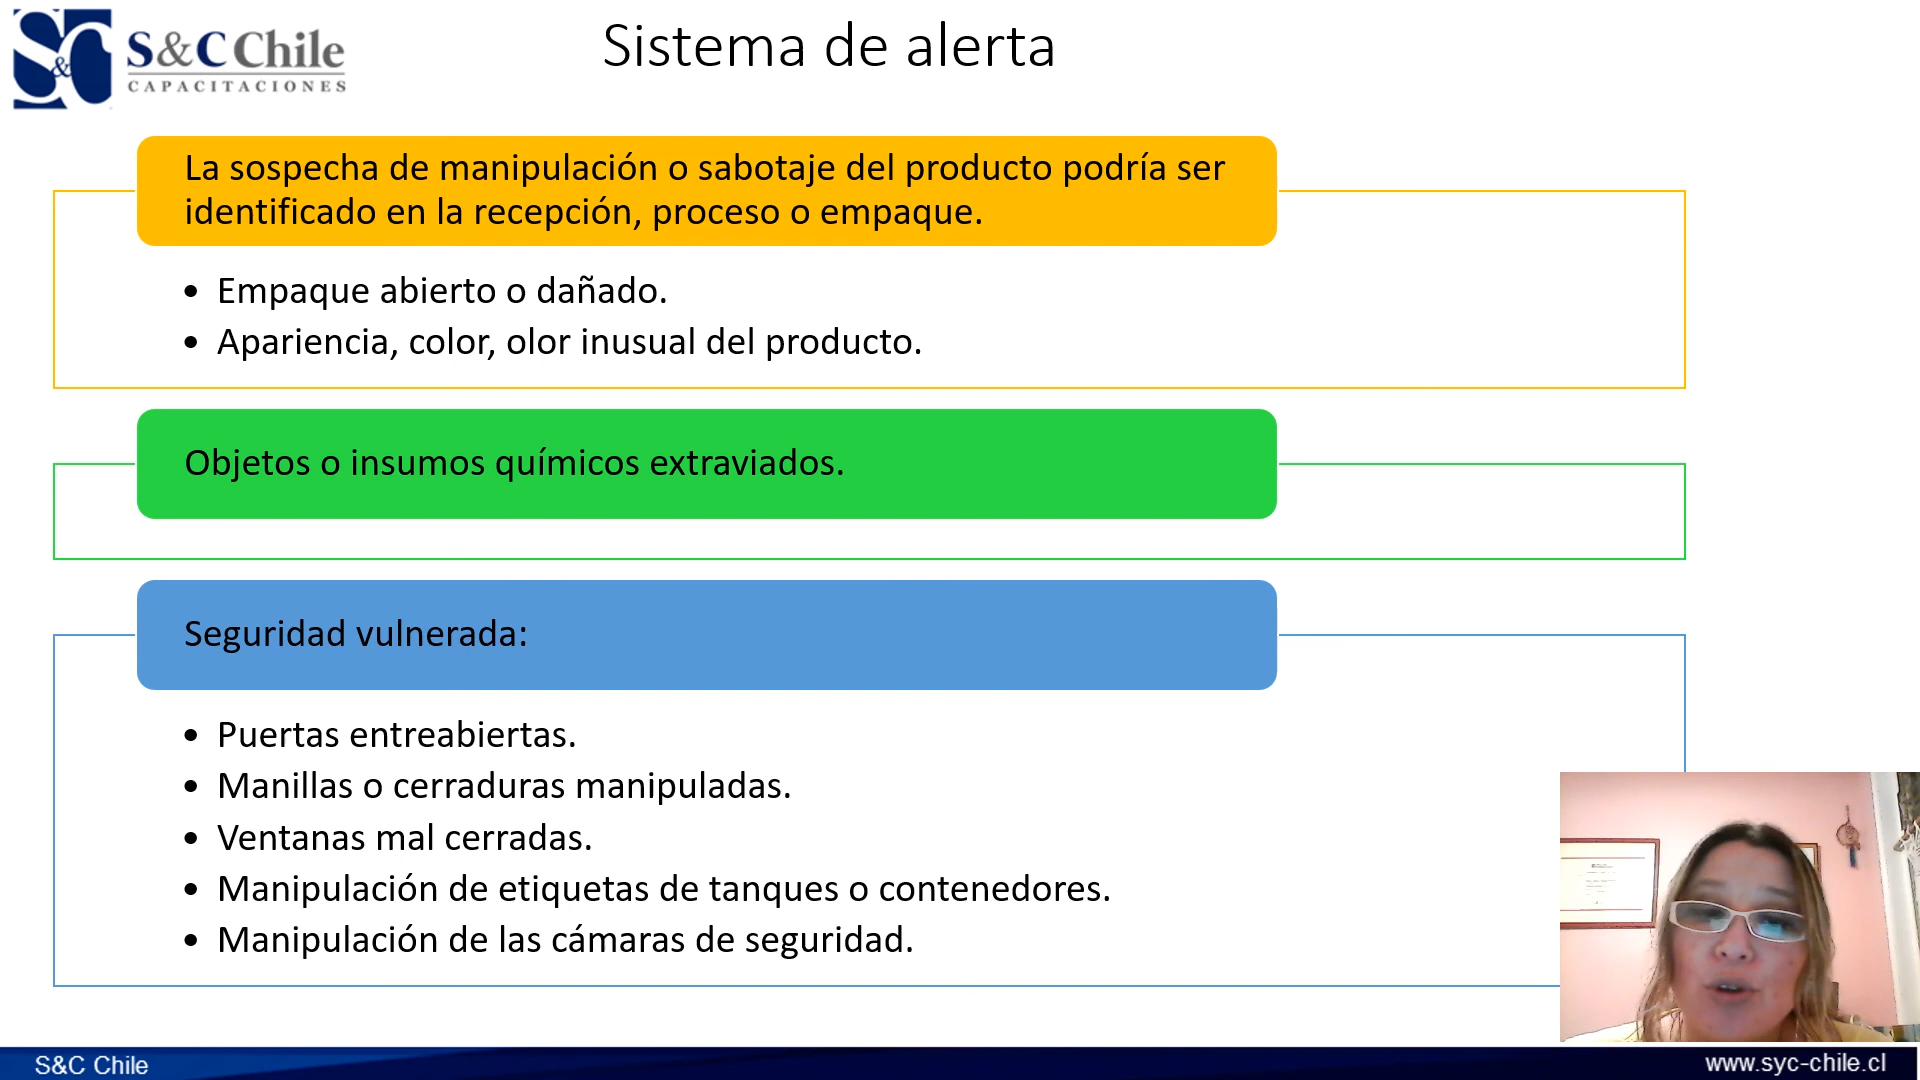 S&C Chile
CAPACITACIONES
Sistema de alerta
La sospecha de manipulación o sabotaje del producto podría ser
identificado en la recepción, proceso o empaque.
• Empaque abierto o dañado.
• Apariencia, color, olor inusual del producto.
Objetos o insumos químicos extraviados.
Seguridad vulnerada:
• Puertas entreabiertas.
• Manillas o cerraduras manipuladas.
• Ventanas mal cerradas.
• Manipulación de etiquetas de tanques o contenedores.
• Manipulación de las cámaras de seguridad.
S&C Chile
www.syc-chile.cl